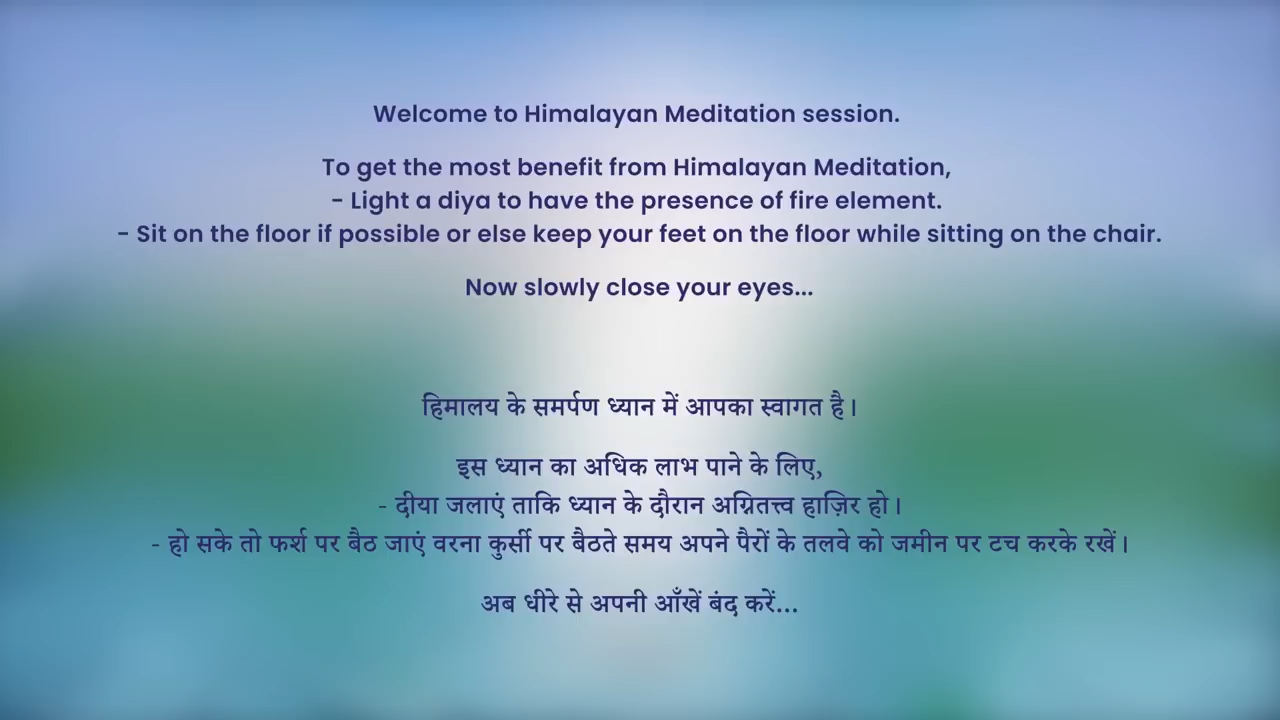 Welcome to Himalayan Meditation session.
To get the most benefit from Himalayan Meditation,
- Light a diya to have the presence of fire element.
- Sit on the floor if possible or else keep your feet on the floor while sitting on the chair.
Now slowly close your eyes...
हिमालय के समर्पण ध्यान में आपका स्वागत है।
इस ध्यान का अधिक लाभ पाने के लिए,
- दीया जलाएं ताकि ध्यान के दौरान अग्नितत्त्व हाज़िर हो।
- हो सके तो फर्श पर बैठ जाएं वरना कुर्सी पर बैठते समय अपने पैरों के तलवे को जमीन पर टच करके रखें।
अब धीरे से अपनी आँखें बंद करें...